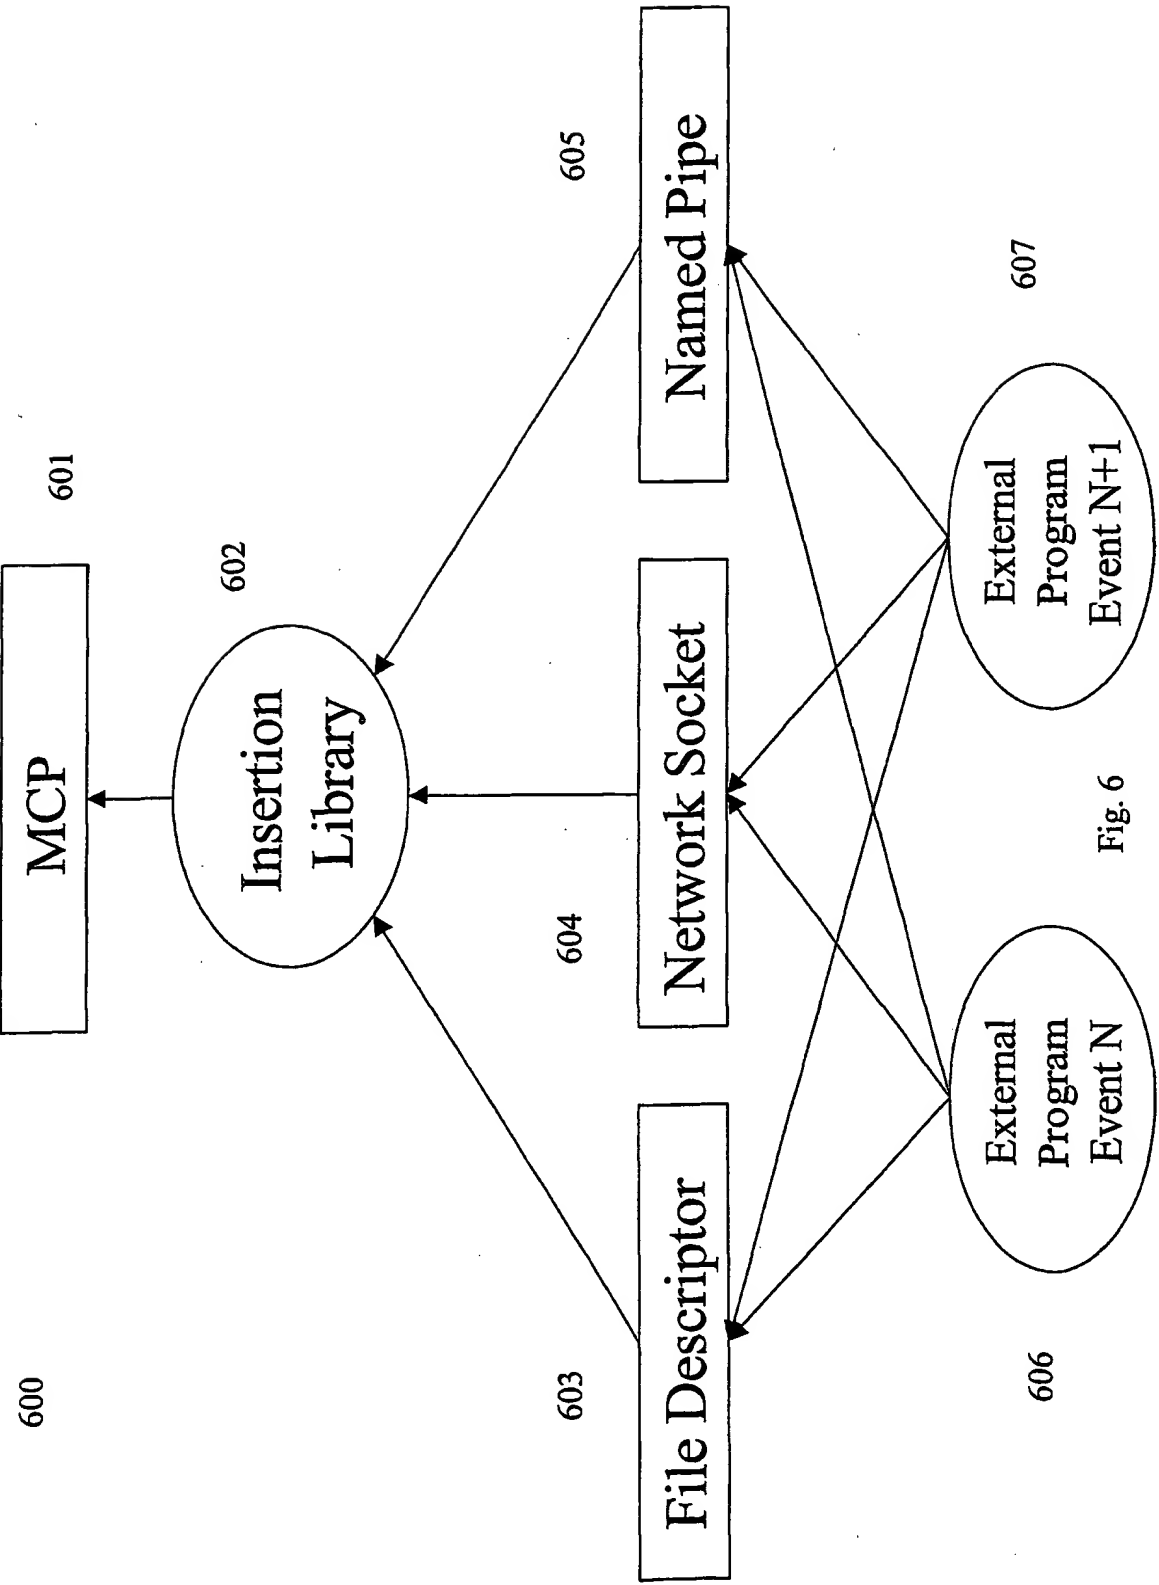 600
601
MCP
602
Insertion
Library
603
604
605
File Descriptor
Network Socket
Named Pipe
606
External
Program
Event N
External
Program
Event N+1
607
Fig. 6